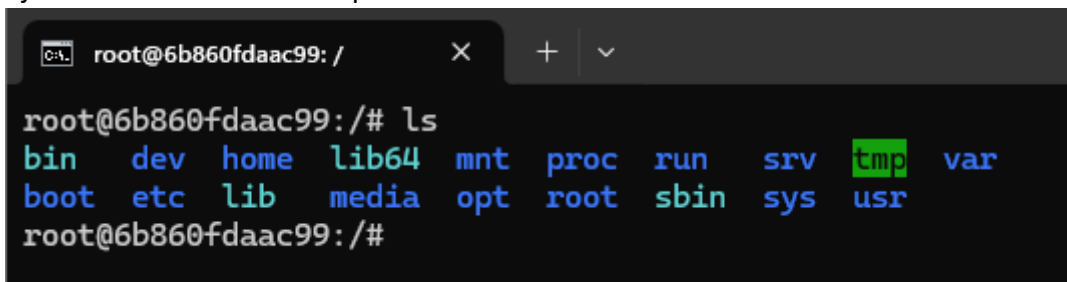 root@6b860fdaac99: /
root@6b860fdaac99:/# ls
bin dev home lib64 mnt proc run srv tmp var
boot etc lib media opt root sbin sys usr
root@6b860fdaac99:/#